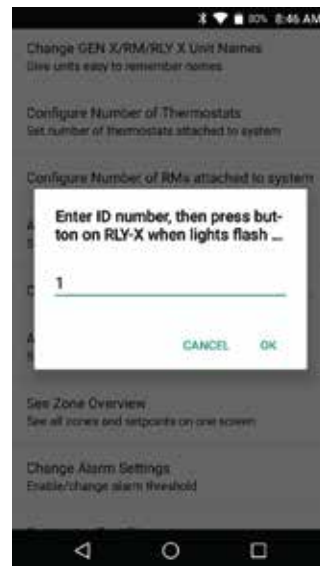 80% 8:46 AM
Change GEN X/RM/RLY X Unit Names
Give units easy to remember names
Configure Number of Thermostats
Set number of thermostats attached to system
Configure Number of RMs attached to system
Enter ID number, then press but-
ton on RLY-X when lights flash ...
1
CANCEL OK
See Zone Overview
See all zones and setpoints on one screen
Change Alarm Settings
Enable/change alarm threshold